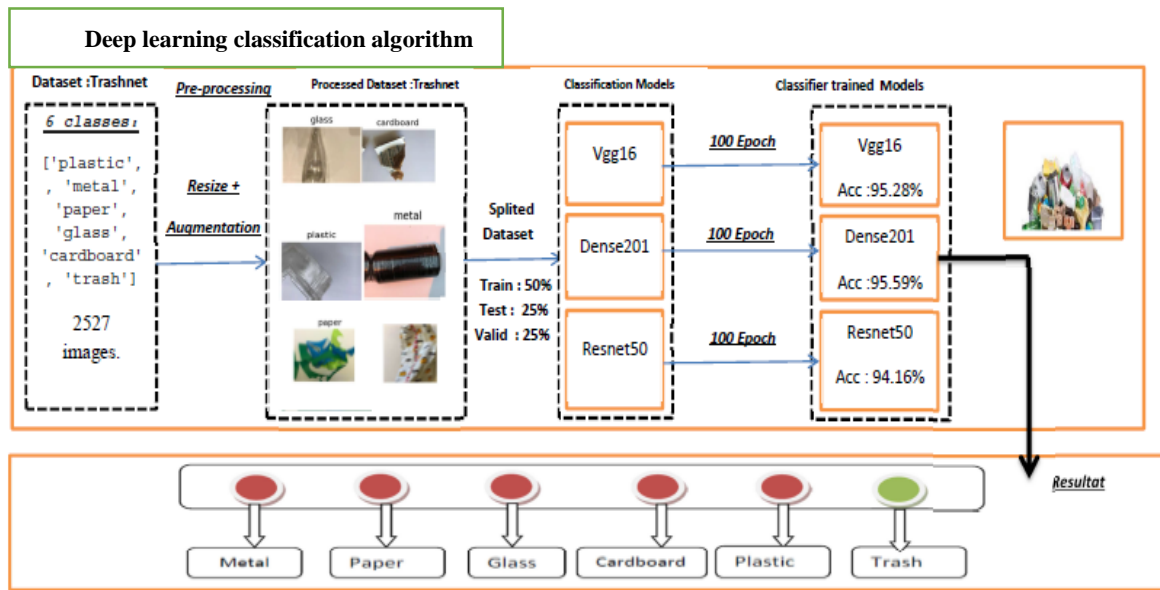 Deep learning classification algorithm
Dataset :Trashnet
6 classes:
['plastic',
, 'metal',
'paper',
'glass',
'cardboard'
, 'trash']
2527
images.
Pre-processing
Resize +
Augmentation
Processed Dataset :Trashnet
glass
cardboard
plastic
metal
paper
Splited
Dataset
Train : 50%
Test : 25%
Valid : 25%
Classification Models
Vgg16
Dense201
Resnet50
100 Epoch
100 Epoch
100 Epoch
Classifier trained Models
Vgg16
Acc :95.28%
Dense201
Acc :95.59%
Resnet50
Acc : 94.16%
Resultat
Metal
Paper
Glass
Cardboard
Plastic
Trash